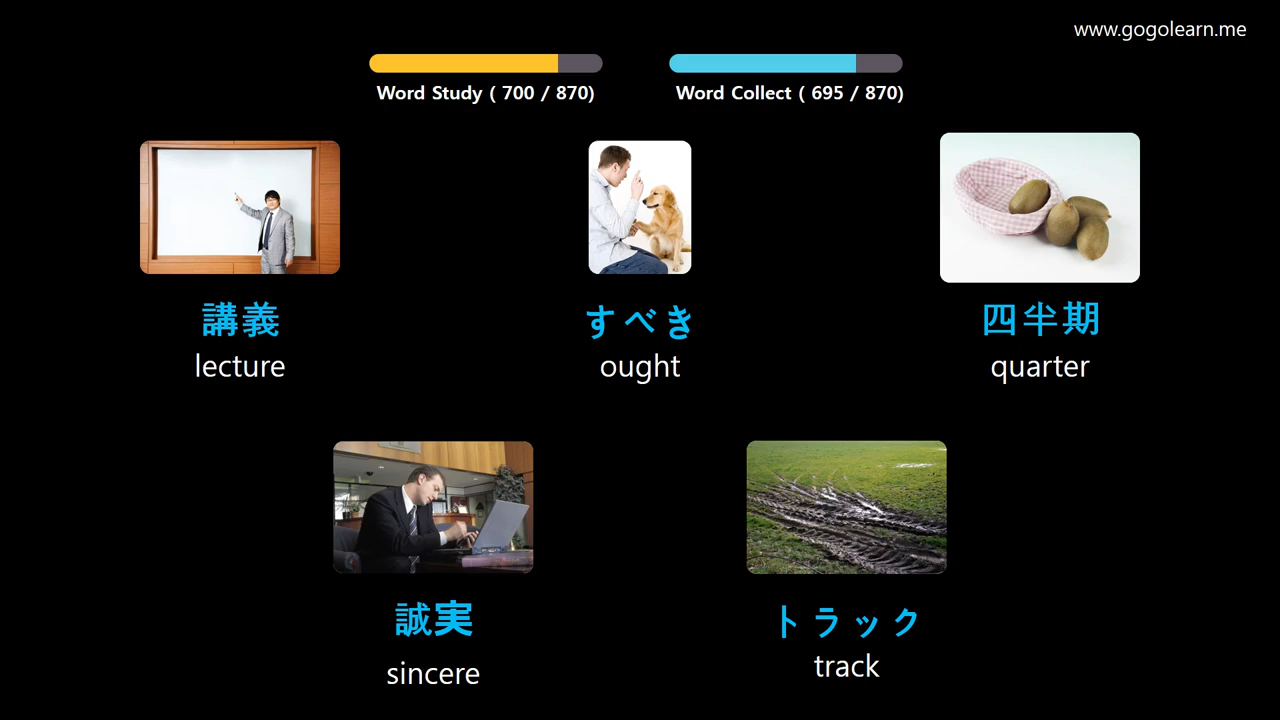 www.gogolearn.me
Word Study ( 700 / 870)
Word Collect ( 695 / 870)
講義
lecture
すべき
ought
四半期
quarter
誠実
sincere
トラック
track